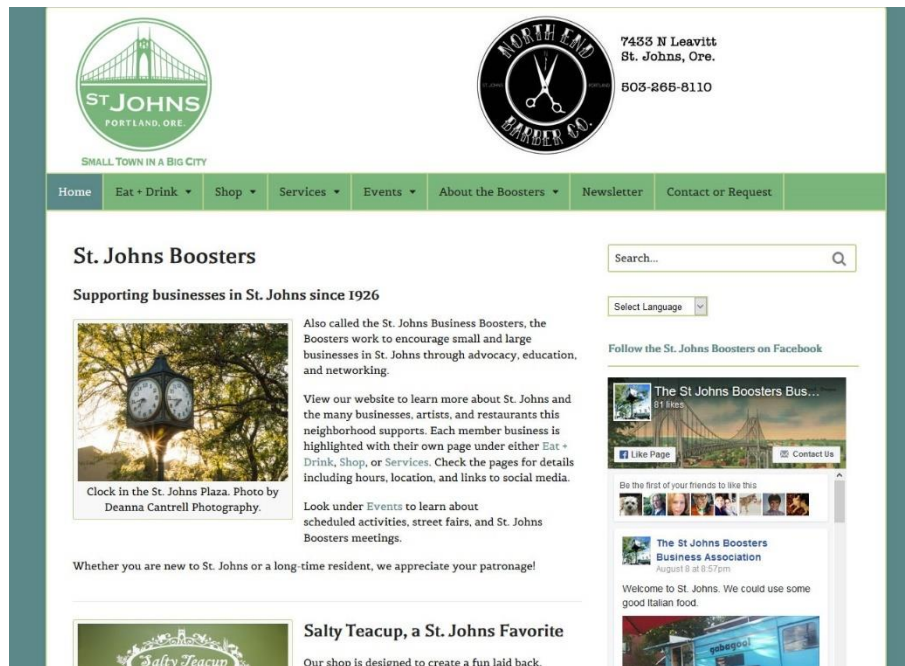 ST JOHNS
PORTLAND, ORE.
SMALL TOWN IN A BIG CITY
NORTH END
BARBER CO.
7433 N Leavitt
St. Johns, Ore.
503-265-8110
Home
Eat + Drink
Shop
Services
Events
About the Boosters
Newsletter
Contact or Request
St. Johns Boosters
Supporting businesses in St. Johns since 1926
Clock in the St. Johns Plaza. Photo by
Deanna Cantrell Photography.
Also called the St. Johns Business Boosters, the
Boosters work to encourage small and large
businesses in St. Johns through advocacy, education,
and networking.
View our website to learn more about St. Johns and
the many businesses, artists, and restaurants this
neighborhood supports. Each member business is
highlighted with their own page under either Eat +
Drink, Shop, or Services. Check the pages for details
including hours, location, and links to social media.
Look under Events to learn about
scheduled activities, street fairs, and St. Johns
Boosters meetings.
Whether you are new to St. Johns or a long-time resident, we appreciate your patronage!
Salty Teacup
Salty Teacup, a St. Johns Favorite
Our shop is designed to create a fun laid back,
Search...
Select Language
Follow the St. Johns Boosters on Facebook
The St Johns Boosters Bus...
81 likes
Like Page
Contact Us
Be the first of your friends to like this
The St Johns Boosters
Business Association
August 8 at 8:57pm
Welcome to St. Johns. We could use some
good Italian food.
gabagool